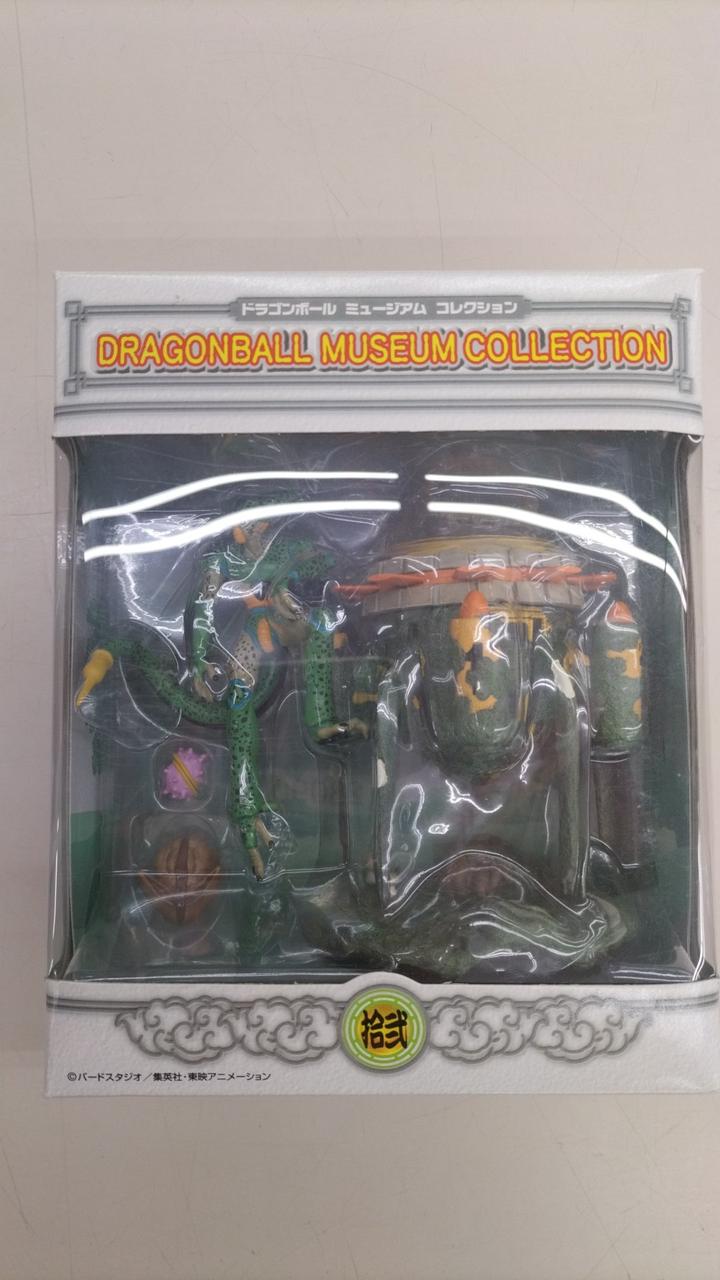 ドラゴンボール ミュージアム コレクション
DRAGONBALL MUSEUM COLLECTION
拾弐
©バードスタジオ／集英社・東映アニメーション